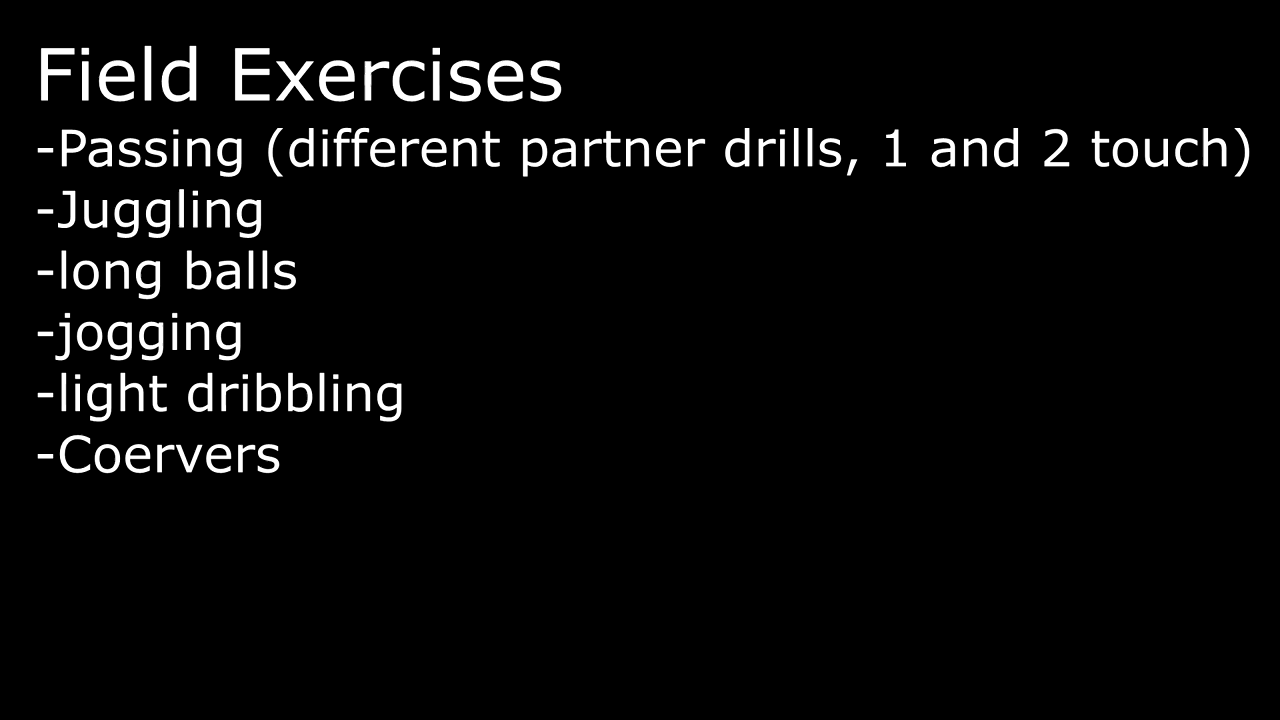 Field Exercises
-Passing (different partner drills, 1 and 2 touch)
-Juggling
-long balls
-jogging
-light dribbling
-Coervers